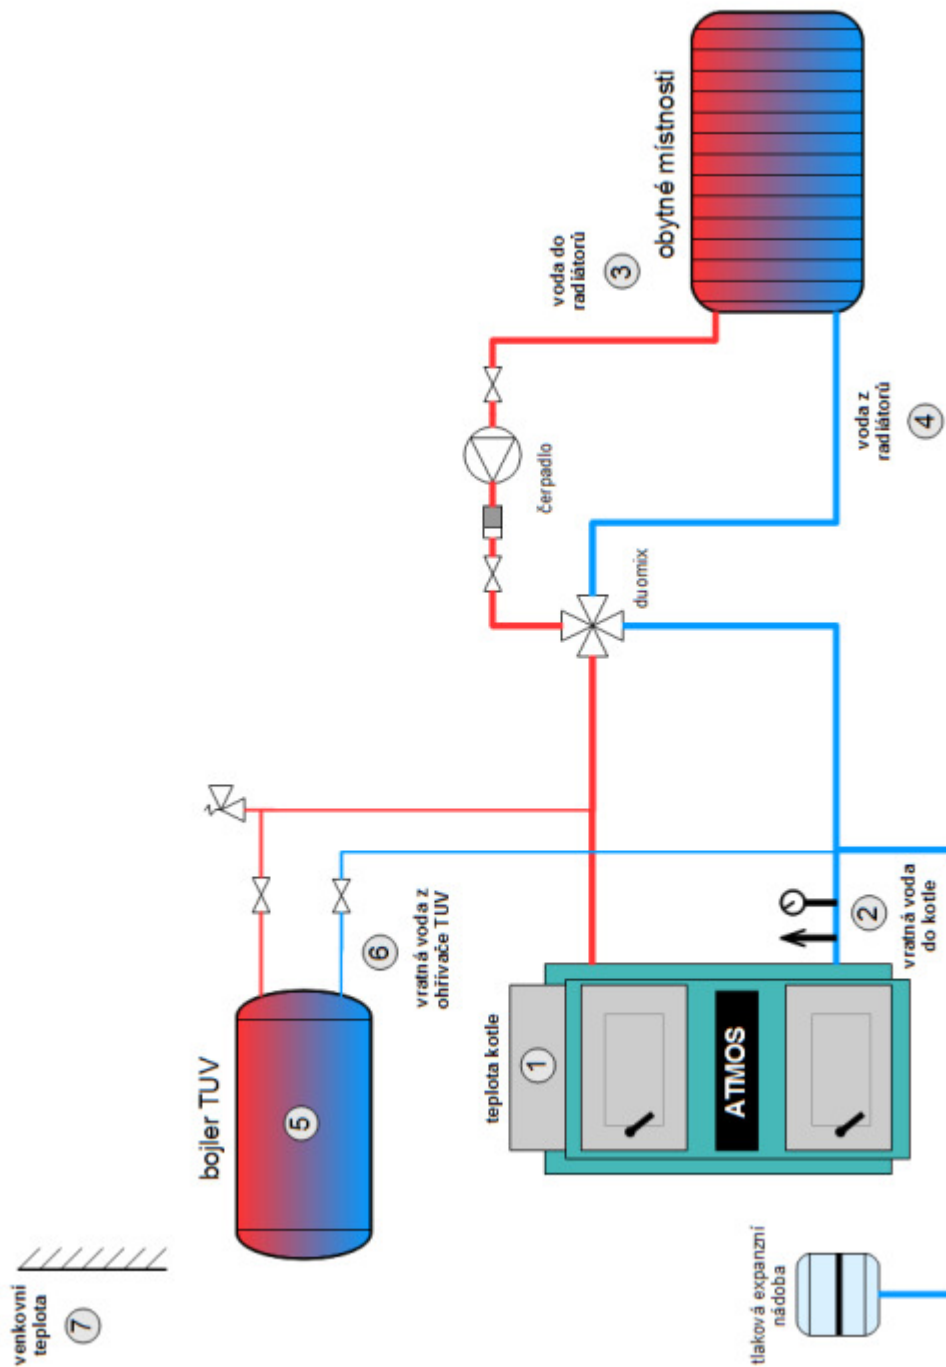 venkovní
teplota
7
bojler TUV
5
6
vratná voda z
ohřívače TUV
teplota kotle
1
ATMOS
2
vratná voda
do kotle
tlaková expanzní
nádoba
duomix
čerpadlo
voda do
radiátorů
3
obytné místnosti
voda z
radiátorů
4